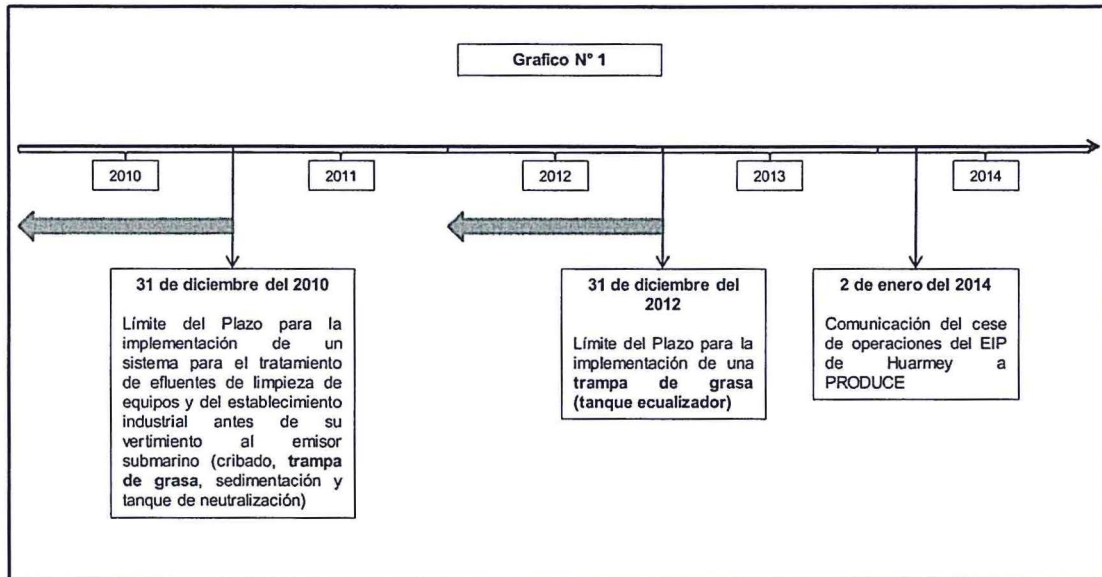 Grafico N° 1
2010
2011
2012
2013
2014
31 de diciembre del 2010
Límite del Plazo para la
implementación de un
sistema para el tratamiento
de efluentes de limpieza de
equipos y del establecimiento
industrial antes de su
vertimiento al emisor
submarino (cribado, trampa
de grasa, sedimentación y
tanque de neutralización)
31 de diciembre del
2012
Límite del Plazo para la
implementación de una
trampa de grasa
(tanque ecualizador)
2 de enero del 2014
Comunicación del cese
de operaciones del EIP
de Huarmey a
PRODUCE